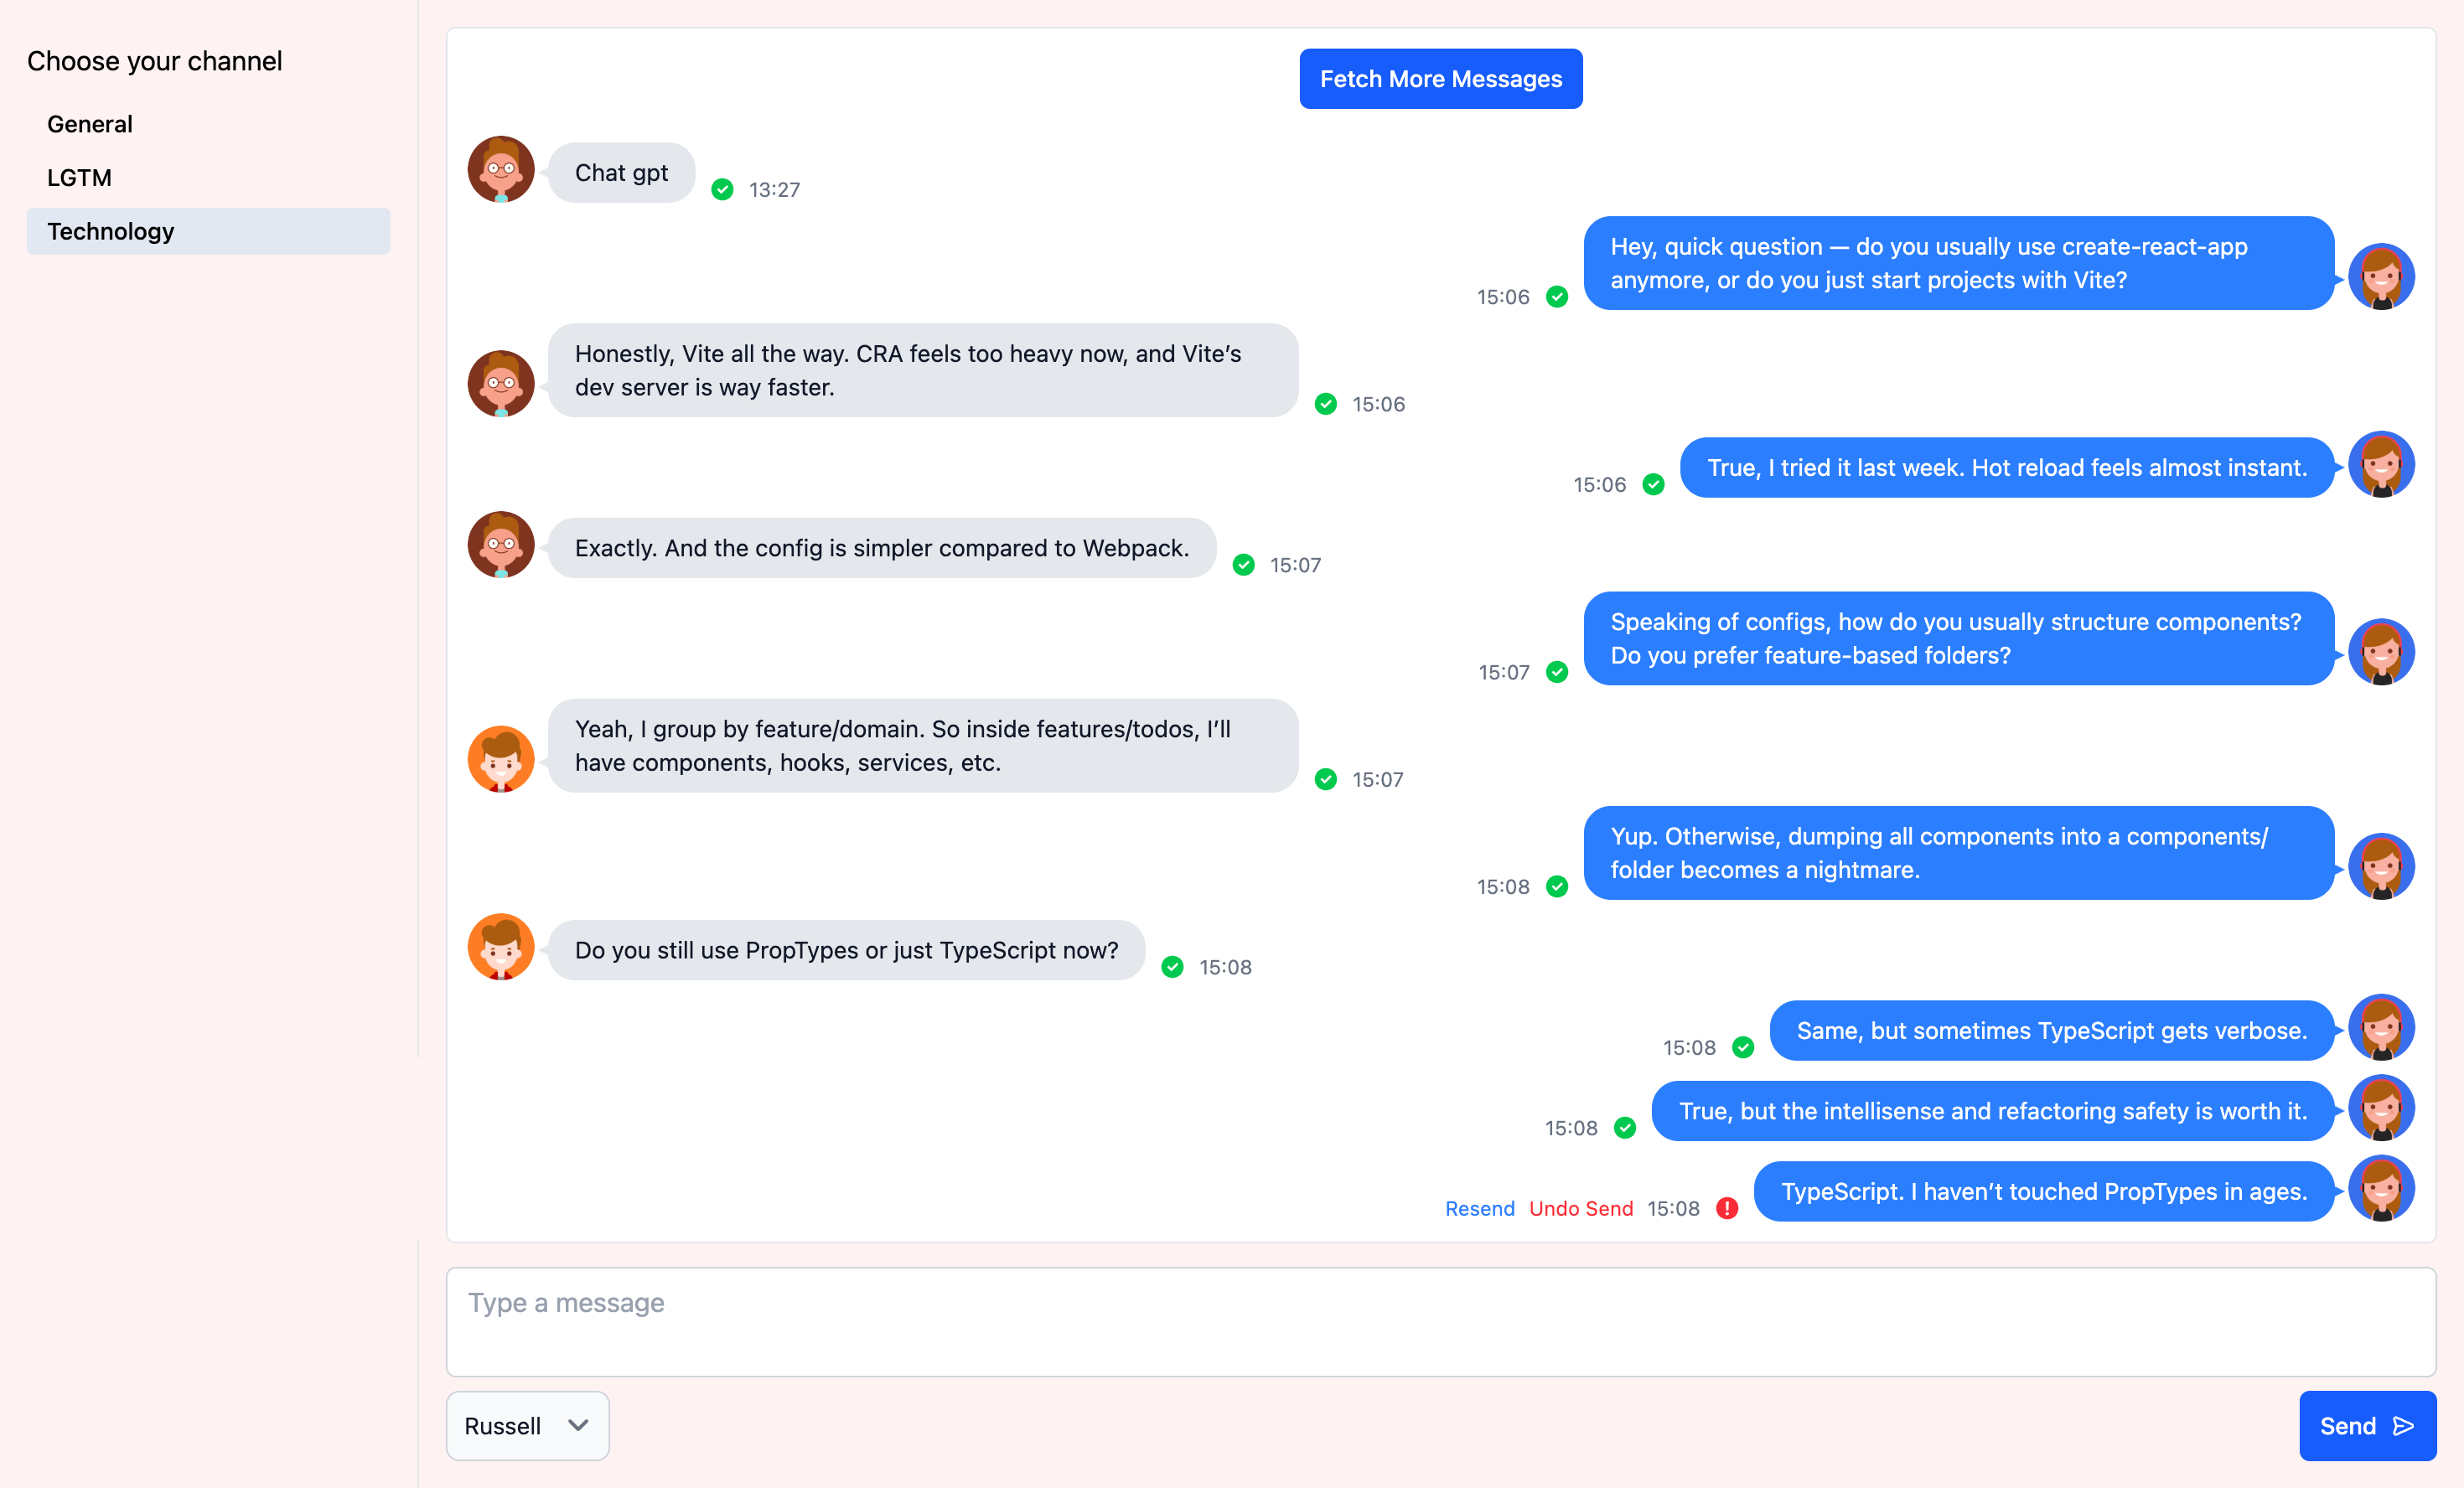 Choose your channel
General
LGTM
Technology
Fetch More Messages
Chat gpt
13:27
Hey, quick question — do you usually use create-react-app
anymore, or do you just start projects with Vite?
15:06
Honestly, Vite all the way. CRA feels too heavy now, and Vite’s
dev server is way faster.
15:06
True, I tried it last week. Hot reload feels almost instant.
15:06
Exactly. And the config is simpler compared to Webpack.
15:07
Speaking of configs, how do you usually structure components?
Do you prefer feature-based folders?
15:07
Yeah, I group by feature/domain. So inside features/todos, I’ll
have components, hooks, services, etc.
15:07
Yup. Otherwise, dumping all components into a components/
folder becomes a nightmare.
15:08
Do you still use PropTypes or just TypeScript now?
15:08
Same, but sometimes TypeScript gets verbose.
15:08
True, but the intellisense and refactoring safety is worth it.
15:08
TypeScript. I haven’t touched PropTypes in ages.
Resend Undo Send 15:08
Type a message
Russell
Send